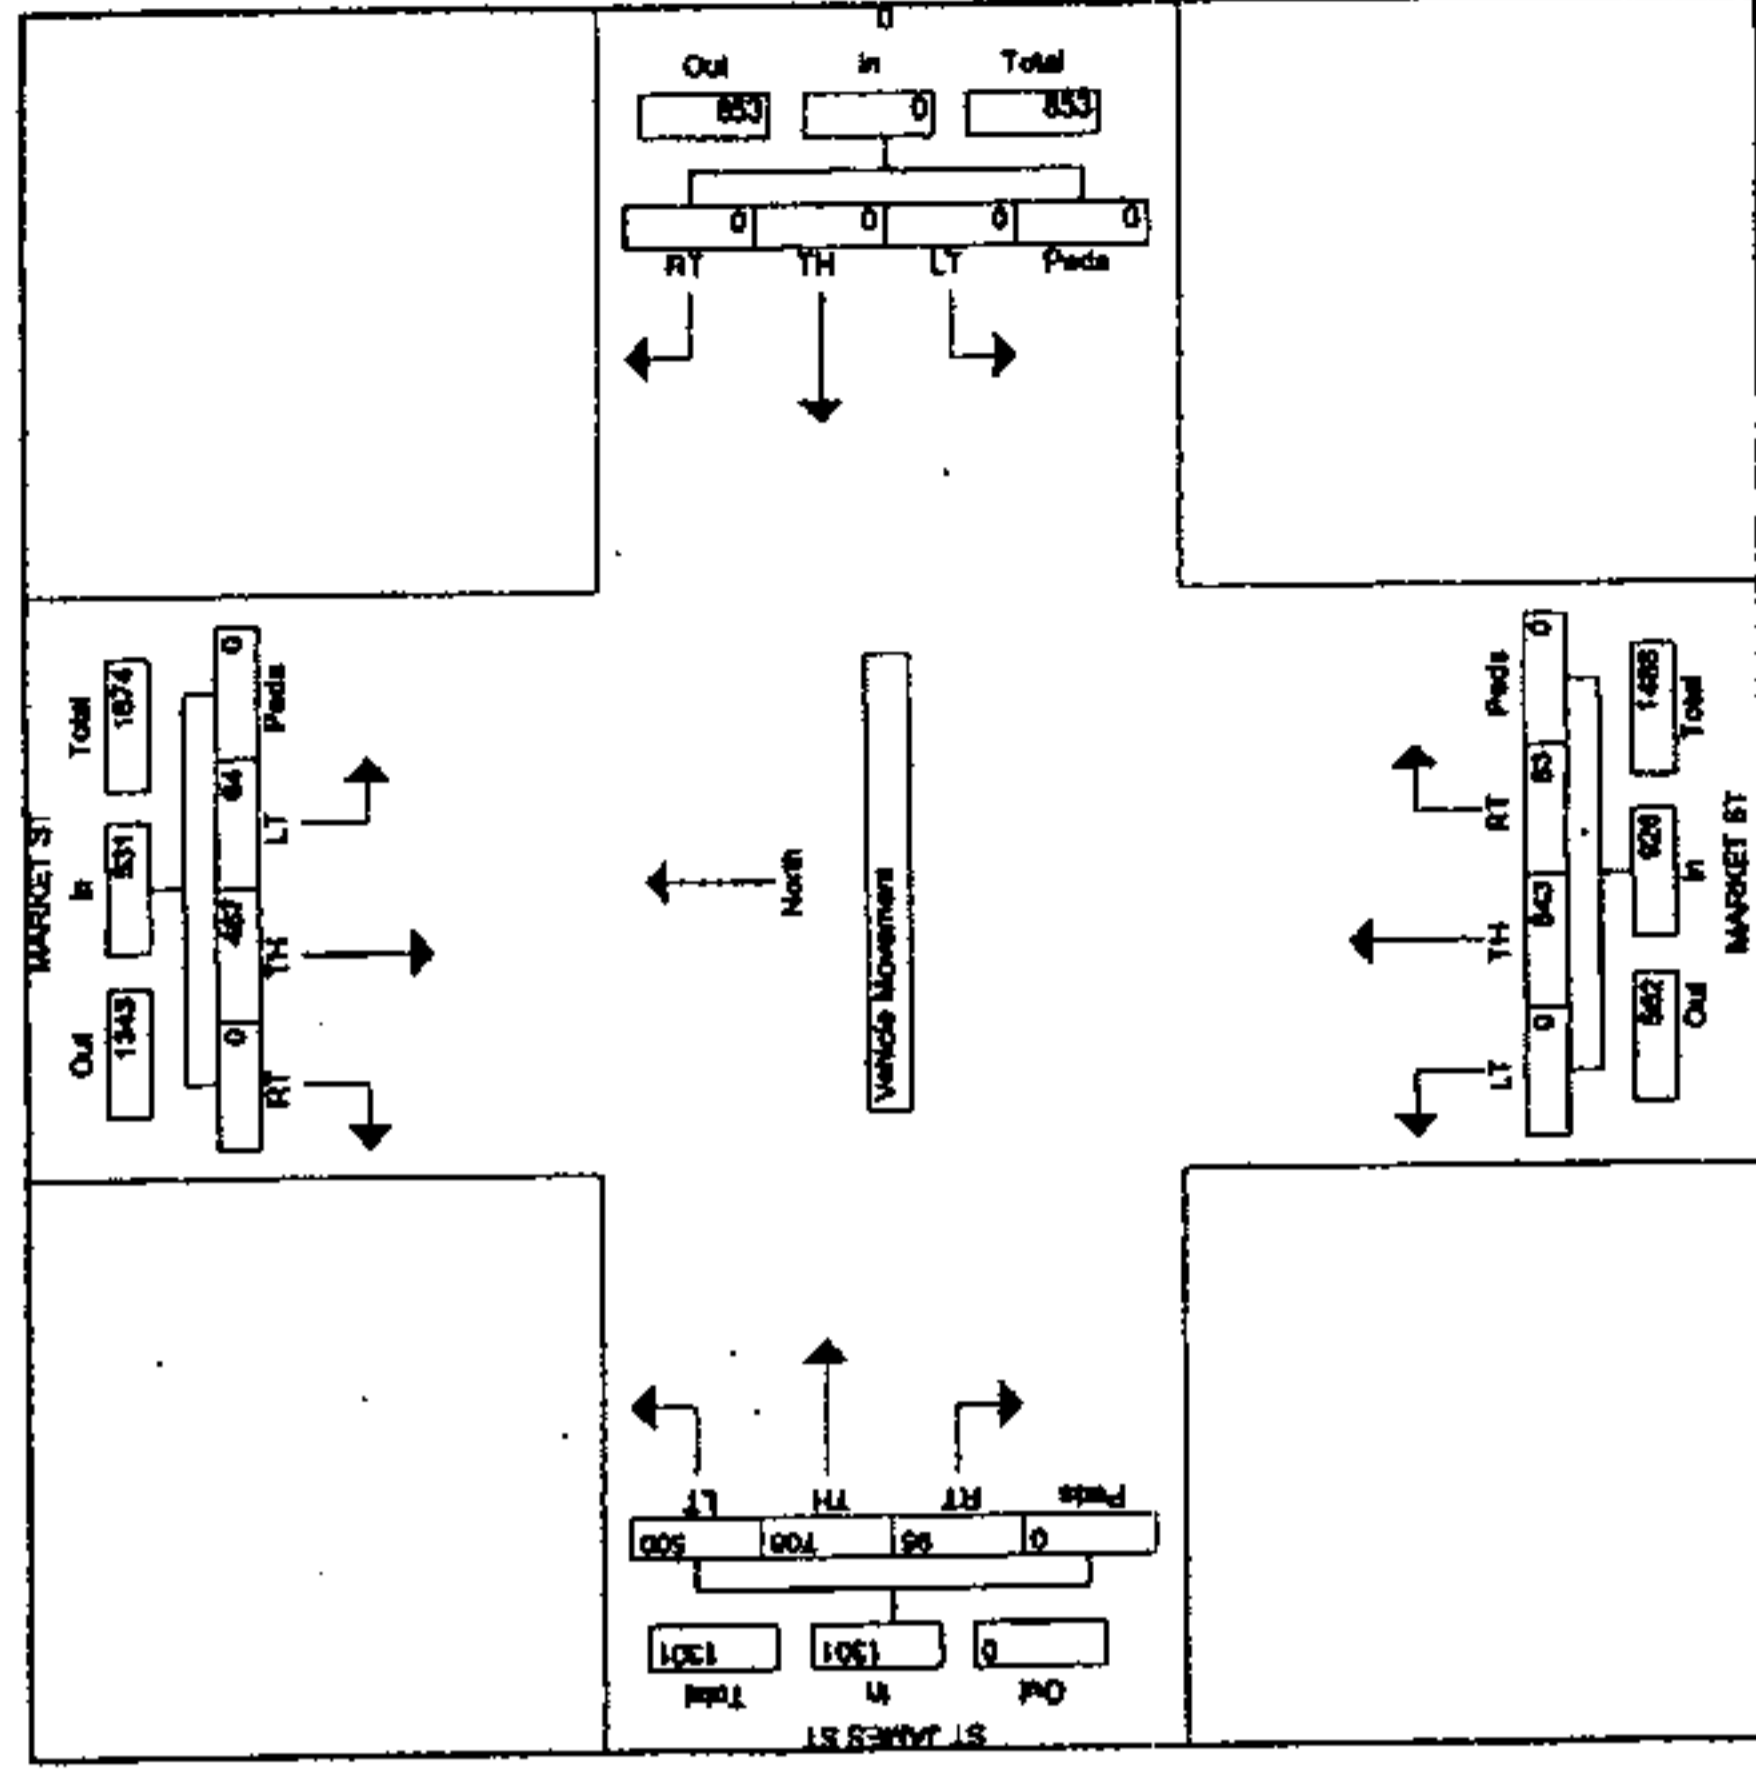 0
Out In Total
853 0 853
0 0 0 0
RT TH LT Peds
MARKET ST
Out In Total
1343 531 1874
0 467 64 0
RT TH LT Peds
North
Vehicle Movement
Peds RT TH LT
0 83 843 0
1488 926 562
Total In Out
MARKET ST
LT TH RT Peds
500 706 95 0
1301 1301 0
Total In Out
ST JAMES ST